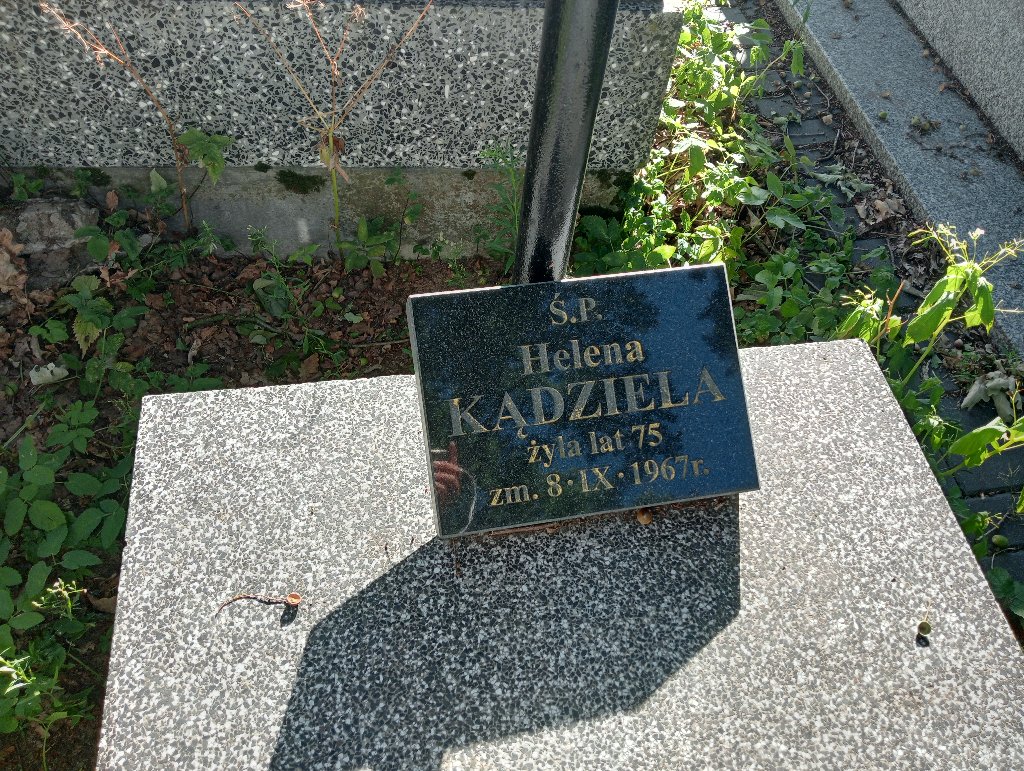 Ś.P.
Helena
KĄDZIELA
żyła lat 75
zm. 8·IX·1967r.